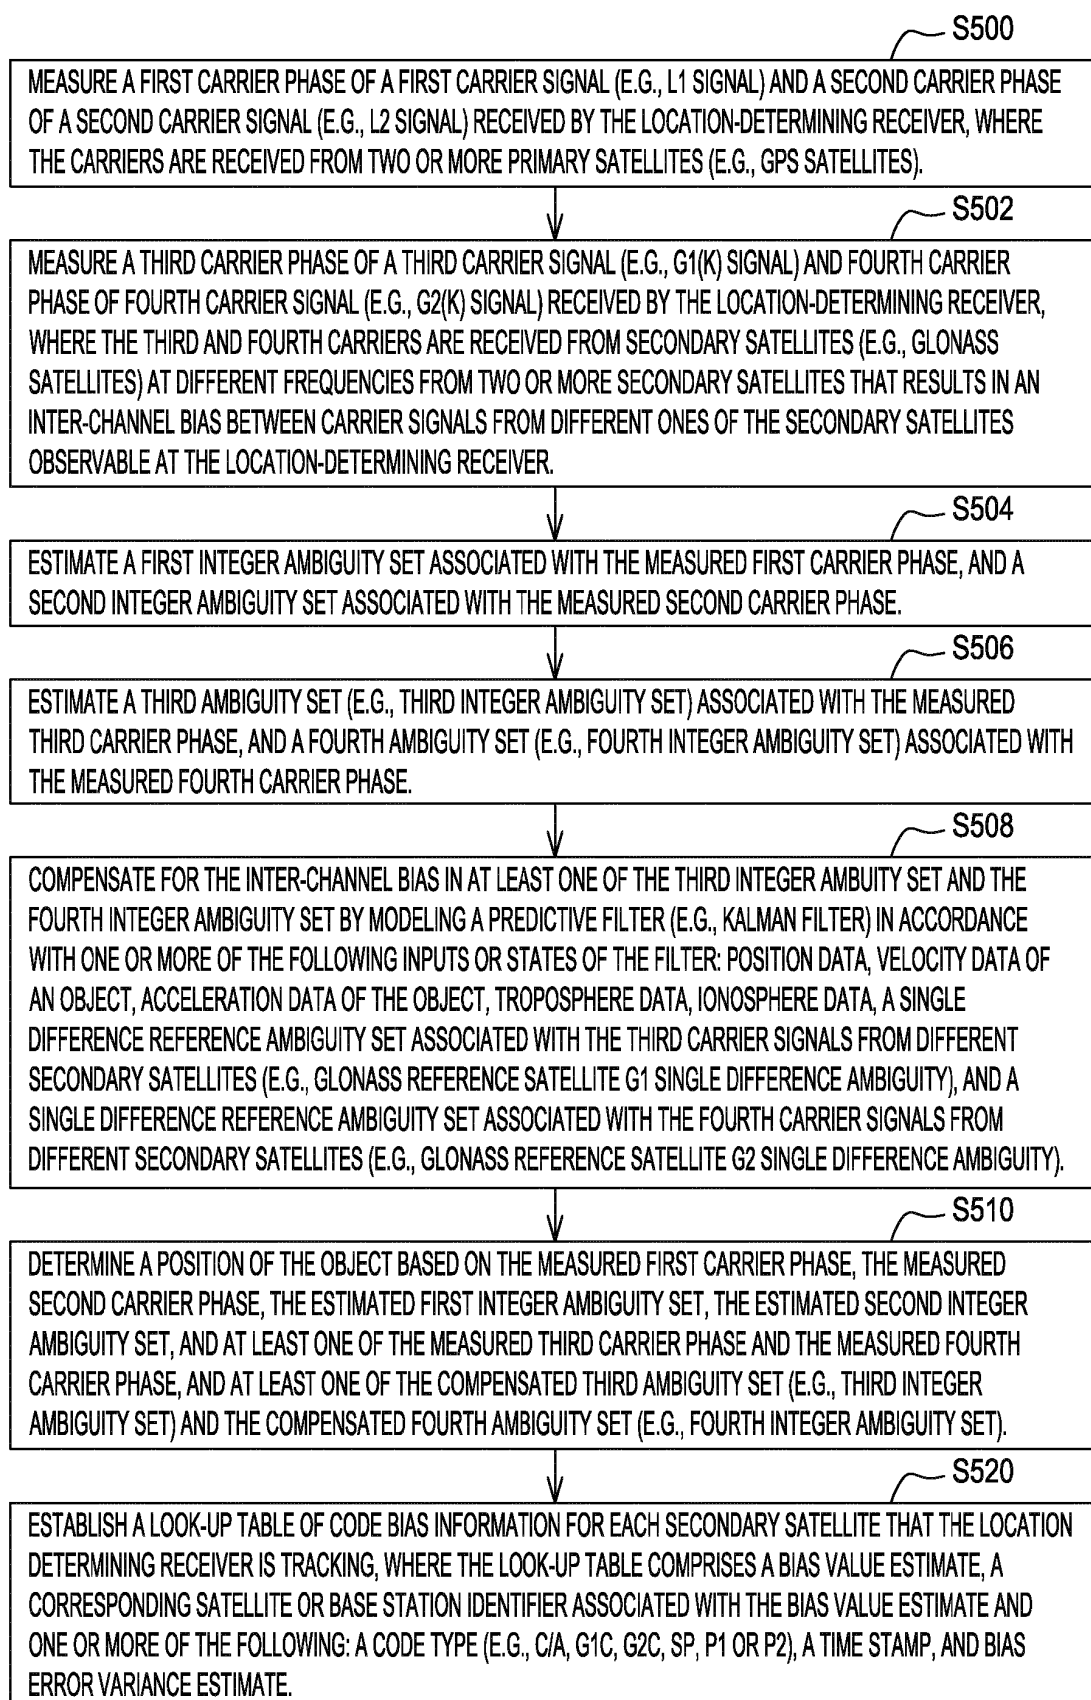 S500
MEASURE A FIRST CARRIER PHASE OF A FIRST CARRIER SIGNAL (E.G., L1 SIGNAL) AND A SECOND CARRIER PHASE
OF A SECOND CARRIER SIGNAL (E.G., L2 SIGNAL) RECEIVED BY THE LOCATION-DETERMINING RECEIVER, WHERE
THE CARRIERS ARE RECEIVED FROM TWO OR MORE PRIMARY SATELLITES (E.G., GPS SATELLITES).
S502
MEASURE A THIRD CARRIER PHASE OF A THIRD CARRIER SIGNAL (E.G., G1(K) SIGNAL) AND FOURTH CARRIER
PHASE OF FOURTH CARRIER SIGNAL (E.G., G2(K) SIGNAL) RECEIVED BY THE LOCATION-DETERMINING RECEIVER,
WHERE THE THIRD AND FOURTH CARRIERS ARE RECEIVED FROM SECONDARY SATELLITES (E.G., GLONASS
SATELLITES) AT DIFFERENT FREQUENCIES FROM TWO OR MORE SECONDARY SATELLITES THAT RESULTS IN AN
INTER-CHANNEL BIAS BETWEEN CARRIER SIGNALS FROM DIFFERENT ONES OF THE SECONDARY SATELLITES
OBSERVABLE AT THE LOCATION-DETERMINING RECEIVER.
S504
ESTIMATE A FIRST INTEGER AMBIGUITY SET ASSOCIATED WITH THE MEASURED FIRST CARRIER PHASE, AND A
SECOND INTEGER AMBIGUITY SET ASSOCIATED WITH THE MEASURED SECOND CARRIER PHASE.
S506
ESTIMATE A THIRD AMBIGUITY SET (E.G., THIRD INTEGER AMBIGUITY SET) ASSOCIATED WITH THE MEASURED
THIRD CARRIER PHASE, AND A FOURTH AMBIGUITY SET (E.G., FOURTH INTEGER AMBIGUITY SET) ASSOCIATED WITH
THE MEASURED FOURTH CARRIER PHASE.
S508
COMPENSATE FOR THE INTER-CHANNEL BIAS IN AT LEAST ONE OF THE THIRD INTEGER AMBUITY SET AND THE
FOURTH INTEGER AMBIGUITY SET BY MODELING A PREDICTIVE FILTER (E.G., KALMAN FILTER) IN ACCORDANCE
WITH ONE OR MORE OF THE FOLLOWING INPUTS OR STATES OF THE FILTER: POSITION DATA, VELOCITY DATA OF
AN OBJECT, ACCELERATION DATA OF THE OBJECT, TROPOSPHERE DATA, IONOSPHERE DATA, A SINGLE
DIFFERENCE REFERENCE AMBIGUITY SET ASSOCIATED WITH THE THIRD CARRIER SIGNALS FROM DIFFERENT
SECONDARY SATELLITES (E.G., GLONASS REFERENCE SATELLITE G1 SINGLE DIFFERENCE AMBIGUITY), AND A
SINGLE DIFFERENCE REFERENCE AMBIGUITY SET ASSOCIATED WITH THE FOURTH CARRIER SIGNALS FROM
DIFFERENT SECONDARY SATELLITES (E.G., GLONASS REFERENCE SATELLITE G2 SINGLE DIFFERENCE AMBIGUITY).
S510
DETERMINE A POSITION OF THE OBJECT BASED ON THE MEASURED FIRST CARRIER PHASE, THE MEASURED
SECOND CARRIER PHASE, THE ESTIMATED FIRST INTEGER AMBIGUITY SET, THE ESTIMATED SECOND INTEGER
AMBIGUITY SET, AND AT LEAST ONE OF THE MEASURED THIRD CARRIER PHASE AND THE MEASURED FOURTH
CARRIER PHASE, AND AT LEAST ONE OF THE COMPENSATED THIRD AMBIGUITY SET (E.G., THIRD INTEGER
AMBIGUITY SET) AND THE COMPENSATED FOURTH AMBIGUITY SET (E.G., FOURTH INTEGER AMBIGUITY SET).
S520
ESTABLISH A LOOK-UP TABLE OF CODE BIAS INFORMATION FOR EACH SECONDARY SATELLITE THAT THE LOCATION
DETERMINING RECEIVER IS TRACKING, WHERE THE LOOK-UP TABLE COMPRISES A BIAS VALUE ESTIMATE, A
CORRESPONDING SATELLITE OR BASE STATION IDENTIFIER ASSOCIATED WITH THE BIAS VALUE ESTIMATE AND
ONE OR MORE OF THE FOLLOWING: A CODE TYPE (E.G., C/A, G1C, G2C, SP, P1 OR P2), A TIME STAMP, AND BIAS
ERROR VARIANCE ESTIMATE.